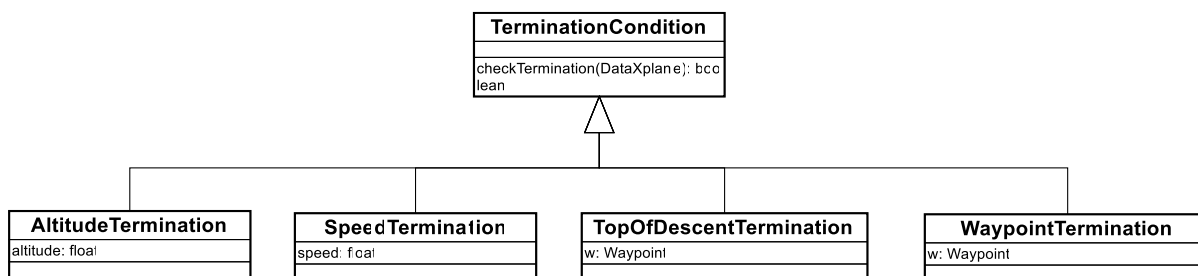 TerminationCondition
checkTermination(DataXplane): boo
lean
AltitudeTermination
altitude: float
SpeedTermination
speed: float
TopOfDescentTermination
w: Waypoint
WaypointTermination
w: Waypoint